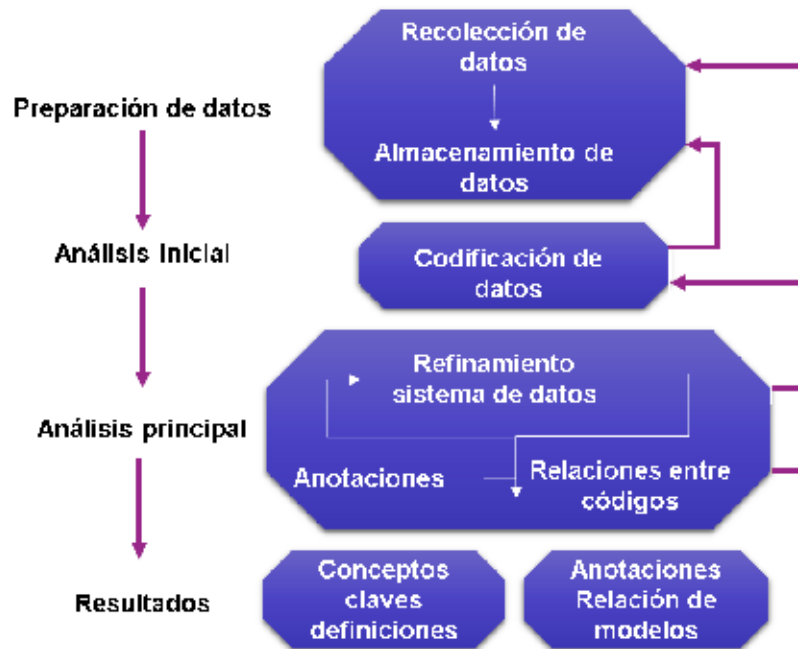 Recolección de
datos
Preparación de datos
Almacenamiento de
datos
Análisis inicial
Codificación de
datos
Refinamiento
sistema de datos
Análisis principal
Anotaciones
Relaciones entre
códigos
Resultados
Conceptos
claves
definiciones
Anotaciones
Relación de
modelos